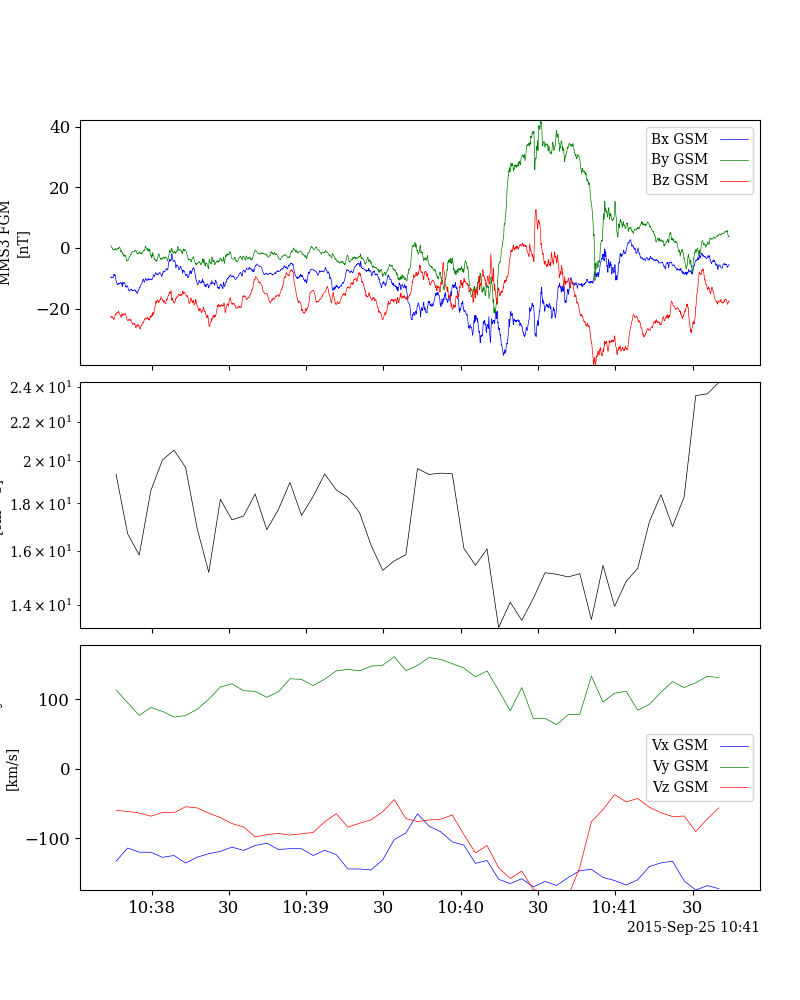 40
20
0
−20
MMS3 FGM
[nT]
Bx GSM
By GSM
Bz GSM
2.4 × 10¹
2.2 × 10¹
2 × 10¹
1.8 × 10¹
1.6 × 10¹
1.4 × 10¹
100
0
−100
[km/s]
Vx GSM
Vy GSM
Vz GSM
10:38 30 10:39 30 10:40 30 10:41 30
2015-Sep-25 10:41